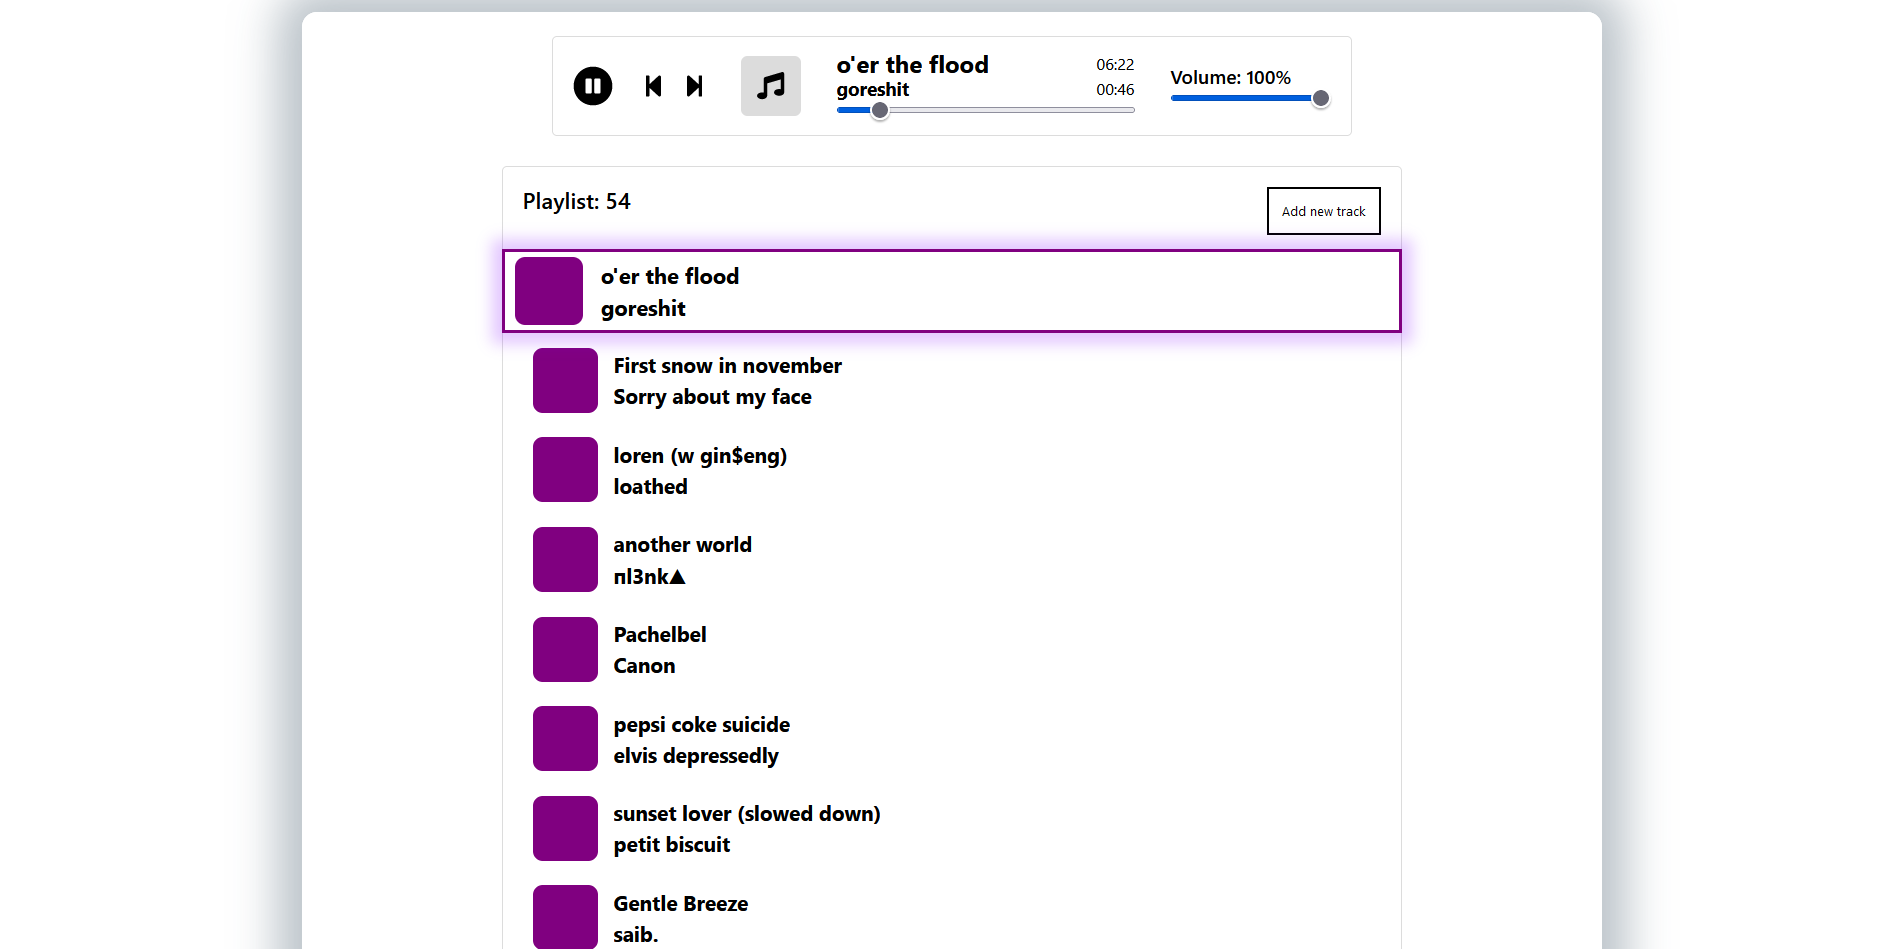 o'er the flood
06:22
goreshit
00:46
Volume: 100%
Playlist: 54
Add new track
o'er the flood
goreshit
First snow in november
Sorry about my face
loren (w gin$eng)
loathed
another world
пl3nk▲
Pachelbel
Canon
pepsi coke suicide
elvis depressedly
sunset lover (slowed down)
petit biscuit
Gentle Breeze
saib.